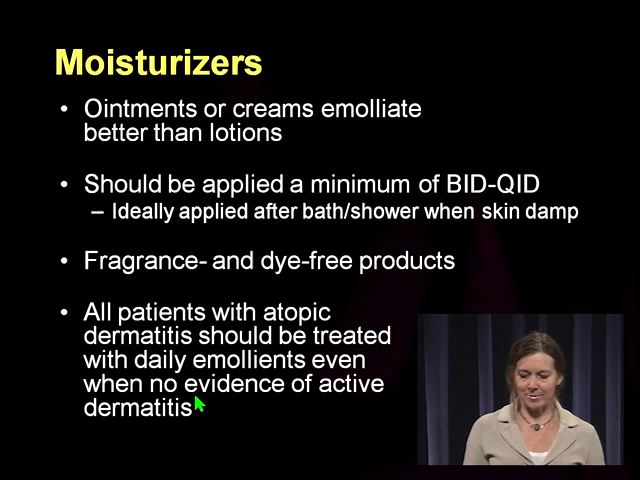 Moisturizers
• Ointments or creams emolliate
better than lotions
• Should be applied a minimum of BID-QID
– Ideally applied after bath/shower when skin damp
• Fragrance- and dye-free products
• All patients with atopic
dermatitis should be treated
with daily emollients even
when no evidence of active
dermatitis